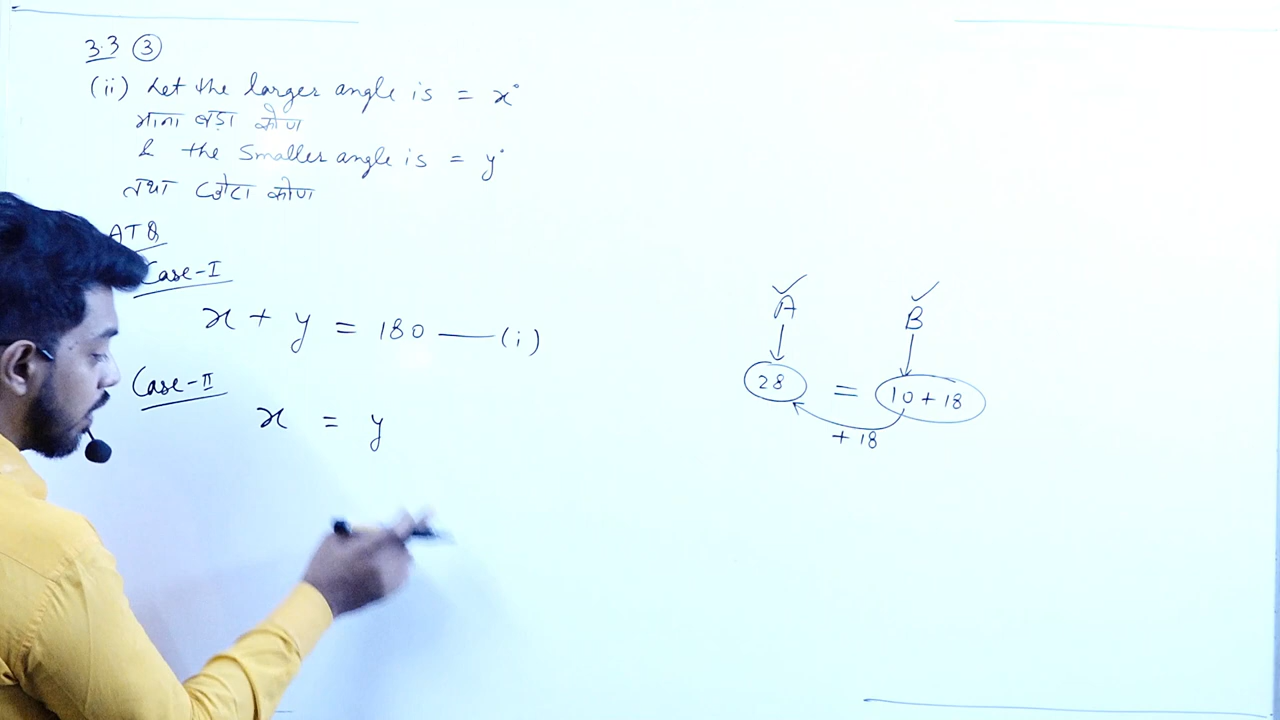 3.3 ③
(ii) Let the larger angle is = x°
माना बड़ा कोण
& the smaller angle is = y°
तथा छोटा कोण
ATQ
Case-I
x + y = 180 —— (i)
Case-II
x = y
A B
28 = 10 + 18
+ 18